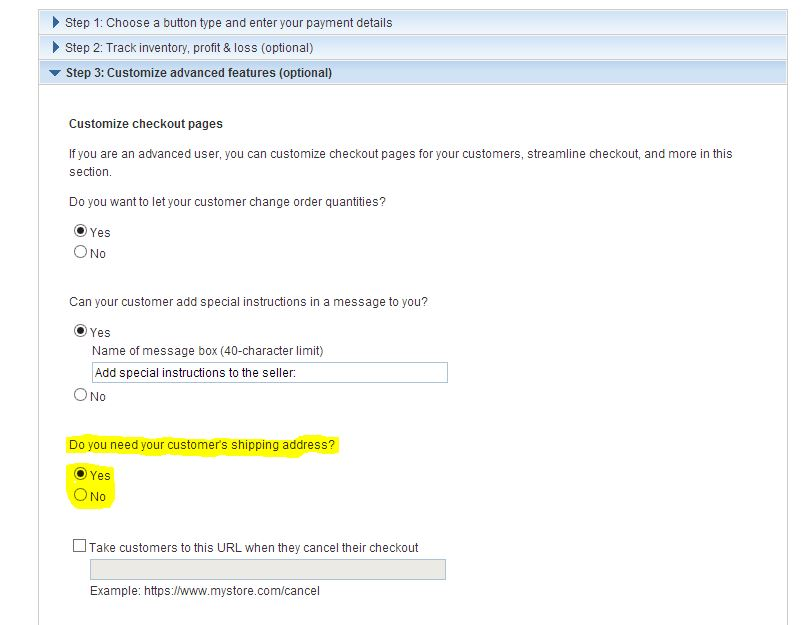 Step 1: Choose a button type and enter your payment details
Step 2: Track inventory, profit & loss (optional)
Step 3: Customize advanced features (optional)
Customize checkout pages
If you are an advanced user, you can customize checkout pages for your customers, streamline checkout, and more in this
section.
Do you want to let your customer change order quantities?
Yes
No
Can your customer add special instructions in a message to you?
Yes
Name of message box (40-character limit)
Add special instructions to the seller:
No
Do you need your customer's shipping address?
Yes
No
Take customers to this URL when they cancel their checkout
Example: https://www.mystore.com/cancel